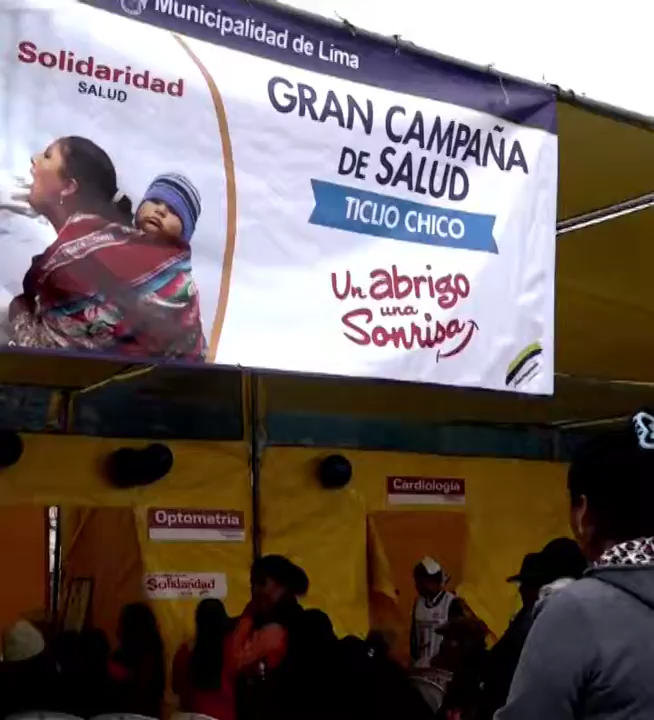 Municipalidad de Lima
Solidaridad
SALUD
GRAN CAMPAÑA
DE SALUD
TICLIO CHICO
Un abrigo
una
Sonrisa
Cardiología
Optometría
Solidaridad